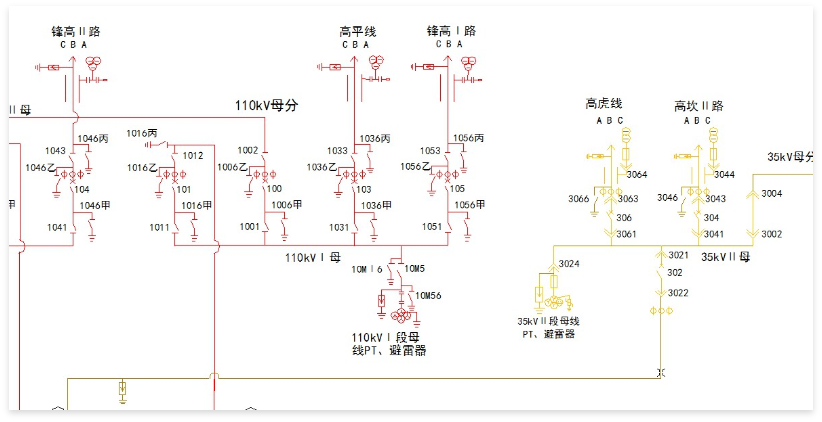 锋高Ⅱ路
C B A
高平线
C B A
锋高Ⅰ路
C B A
Ⅱ母
110kV母分
高虎线
A B C
高坎Ⅱ路
A B C
35kV母分
1016丙
1043
1046丙
1012
1002
1033
1036丙
1053
1056丙
1046乙
1016乙
1006乙
1036乙
1056乙
104
101
100
103
105
甲
1046甲
1016甲
1006甲
1036甲
1056甲
1041
1011
1001
1031
1051
3064
3044
3066
3063
3046
3043
3004
306
304
3061
3041
3002
110kVⅠ母
35kVⅡ母
10MⅠ6
10M5
10M56
3024
3021
302
3022
110kVⅠ段母
线PT、避雷器
35kVⅡ段母线
PT、避雷器